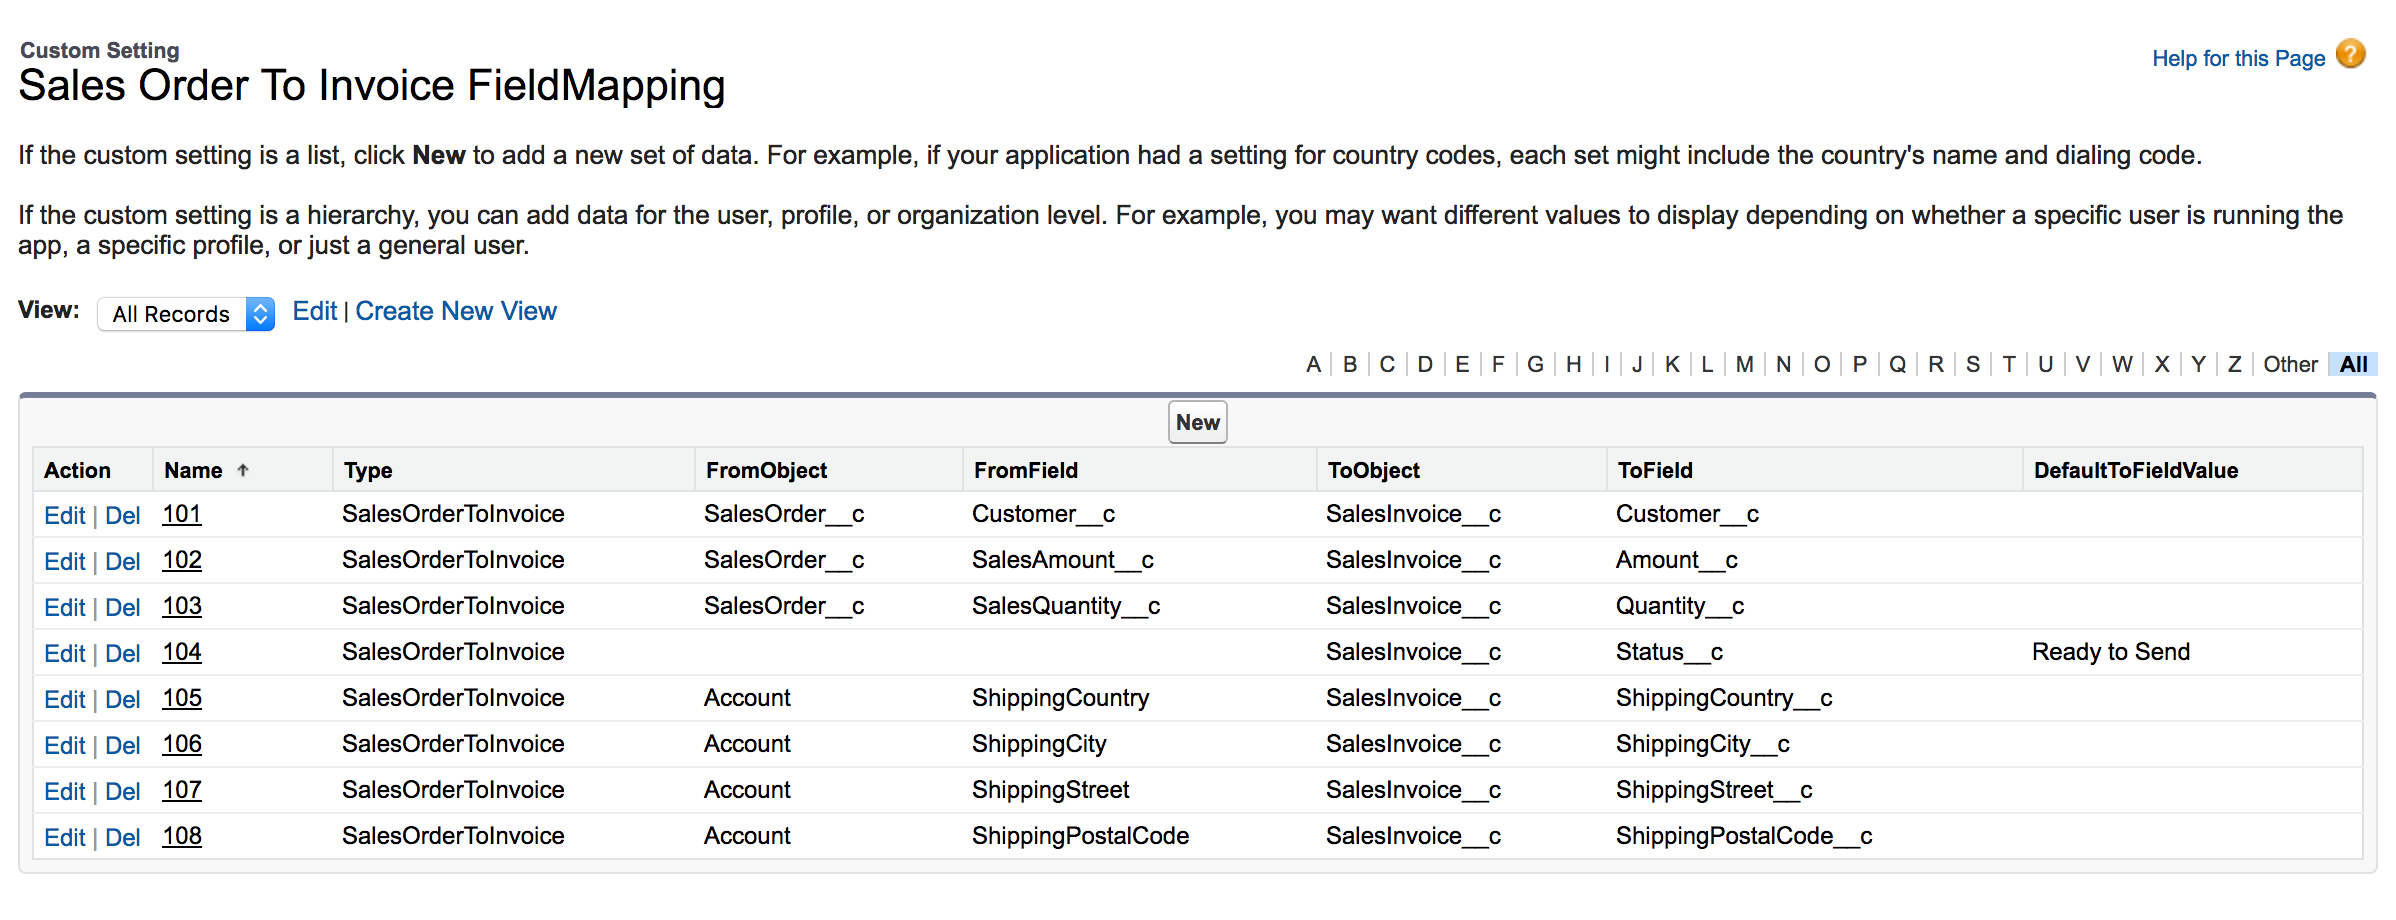 Custom Setting
Sales Order To Invoice FieldMapping
Help for this Page ?
If the custom setting is a list, click New to add a new set of data. For example, if your application had a setting for country codes, each set might include the country's name and dialing code.
If the custom setting is a hierarchy, you can add data for the user, profile, or organization level. For example, you may want different values to display depending on whether a specific user is running the
app, a specific profile, or just a general user.
View: All Records Edit | Create New View
A | B | C | D | E | F | G | H | I | J | K | L | M | N | O | P | Q | R | S | T | U | V | W | X | Y | Z | Other | All
New
Action Name ↑ Type FromObject FromField ToObject ToField DefaultToFieldValue
Edit | Del 101 SalesOrderToInvoice SalesOrder__c Customer__c SalesInvoice__c Customer__c
Edit | Del 102 SalesOrderToInvoice SalesOrder__c SalesAmount__c SalesInvoice__c Amount__c
Edit | Del 103 SalesOrderToInvoice SalesOrder__c SalesQuantity__c SalesInvoice__c Quantity__c
Edit | Del 104 SalesOrderToInvoice SalesInvoice__c Status__c Ready to Send
Edit | Del 105 SalesOrderToInvoice Account ShippingCountry SalesInvoice__c ShippingCountry__c
Edit | Del 106 SalesOrderToInvoice Account ShippingCity SalesInvoice__c ShippingCity__c
Edit | Del 107 SalesOrderToInvoice Account ShippingStreet SalesInvoice__c ShippingStreet__c
Edit | Del 108 SalesOrderToInvoice Account ShippingPostalCode SalesInvoice__c ShippingPostalCode__c